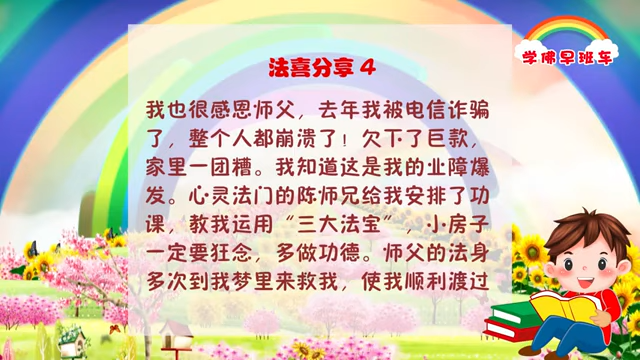 学佛早班车
法喜分享4
我也很感恩师父，去年我被电信诈骗
了，整个人都崩溃了！欠下了巨款，
家里一团糟。我知道这是我的业障爆
发。心灵法门的陈师兄给我安排了功
课，教我运用“三大法宝”，小房子
一定要狂念，多做功德。师父的法身
多次到我梦里来救我，使我顺利渡过